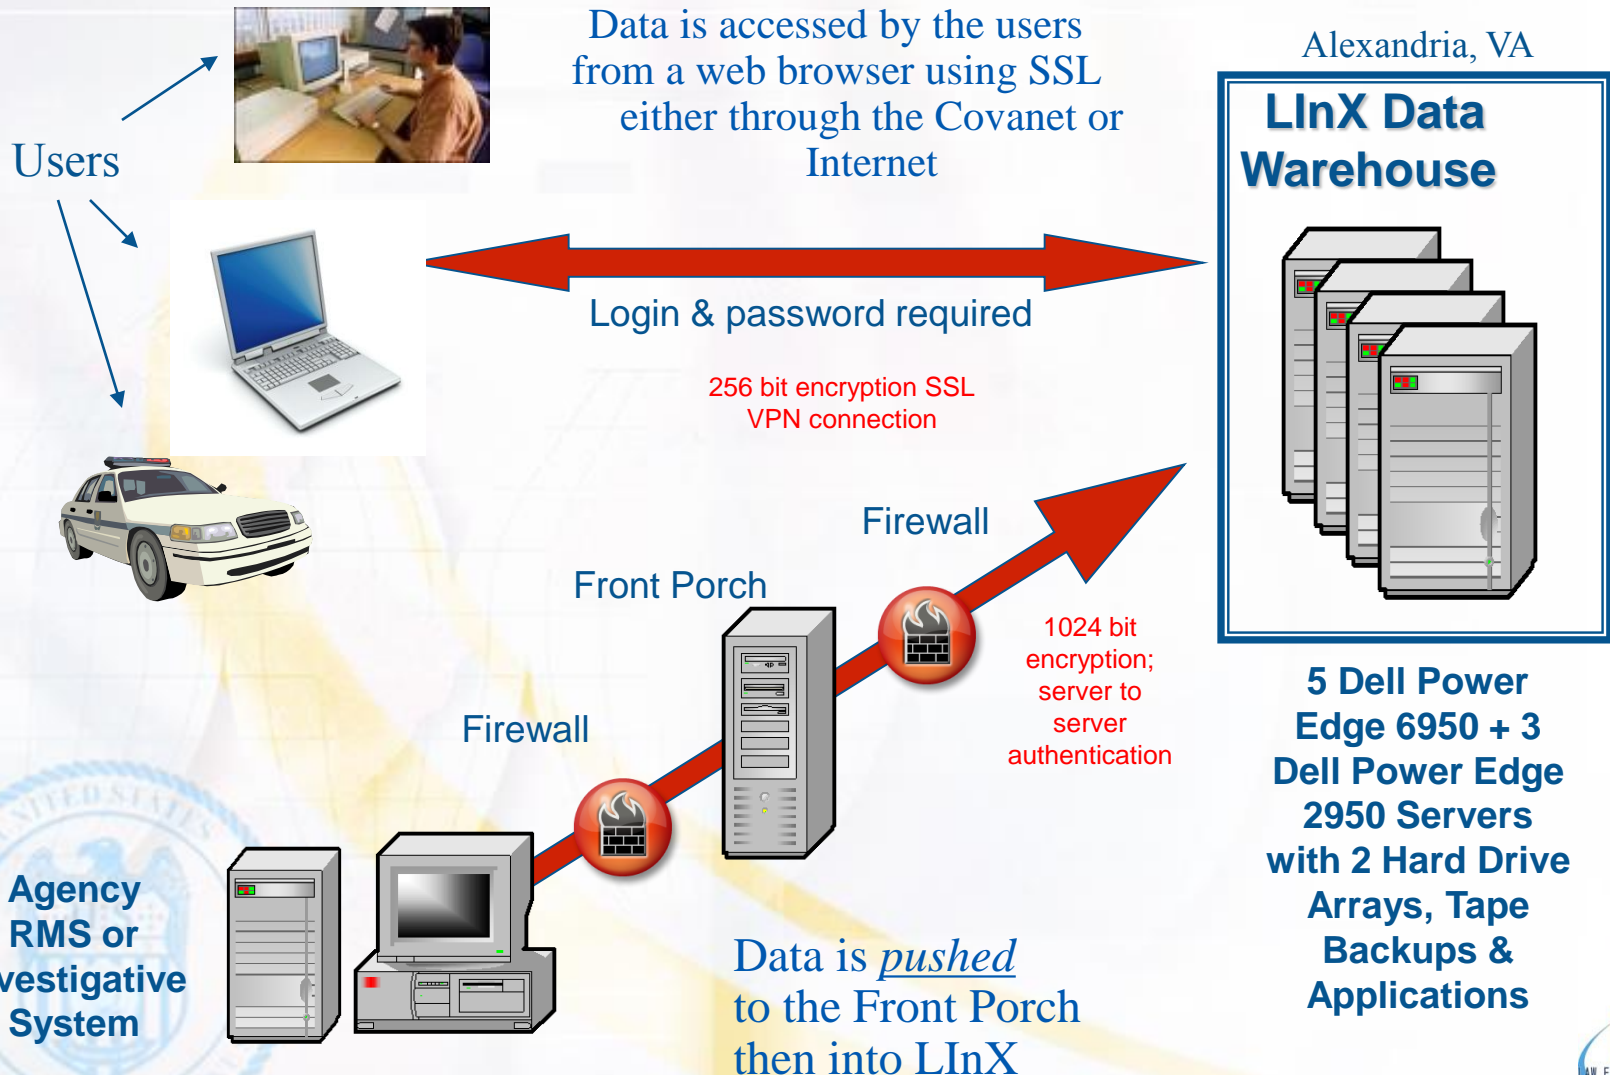 Data is accessed by the users
from a web browser using SSL
either through the Covanet or
Internet
Alexandria, VA
LInX Data
Warehouse
Users
Login & password required
256 bit encryption SSL
VPN connection
Firewall
Front Porch
1024 bit
encryption;
server to
server
authentication
Firewall
5 Dell Power
Edge 6950 + 3
Dell Power Edge
2950 Servers
with 2 Hard Drive
Arrays, Tape
Backups &
Applications
Agency
RMS or
vestigative
System
Data is pushed
to the Front Porch
then into LInX
UNITED STATES